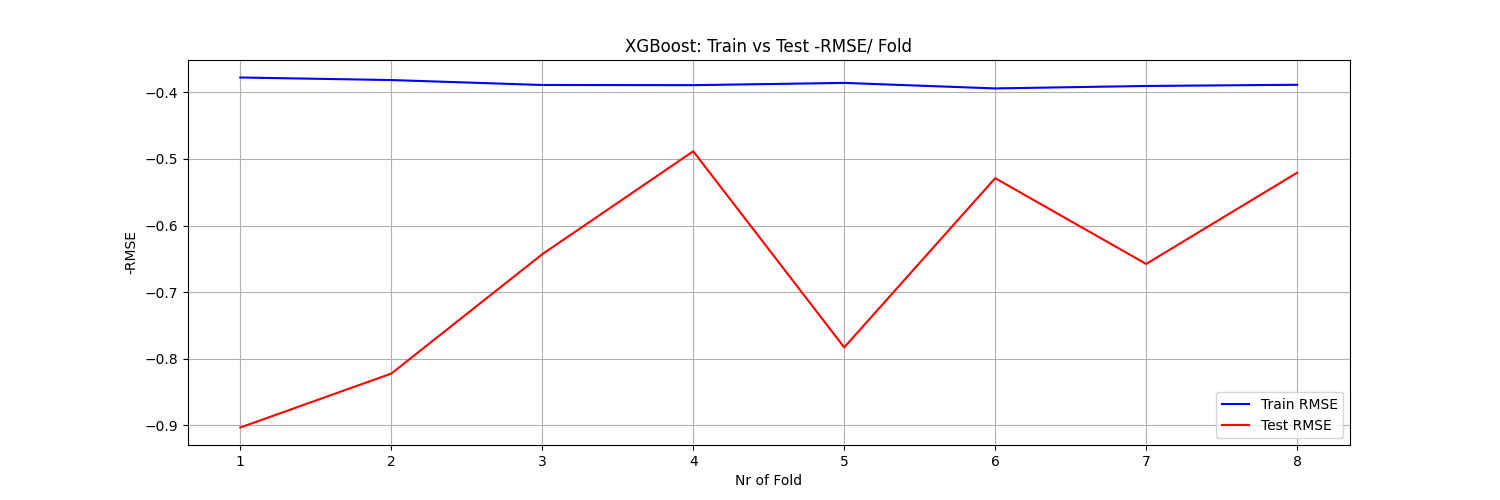 XGBoost: Train vs Test -RMSE/ Fold
−0.4
−0.5
−0.6
−0.7
−0.8
−0.9
-RMSE
Train RMSE
Test RMSE
1 2 3 4 5 6 7 8
Nr of Fold